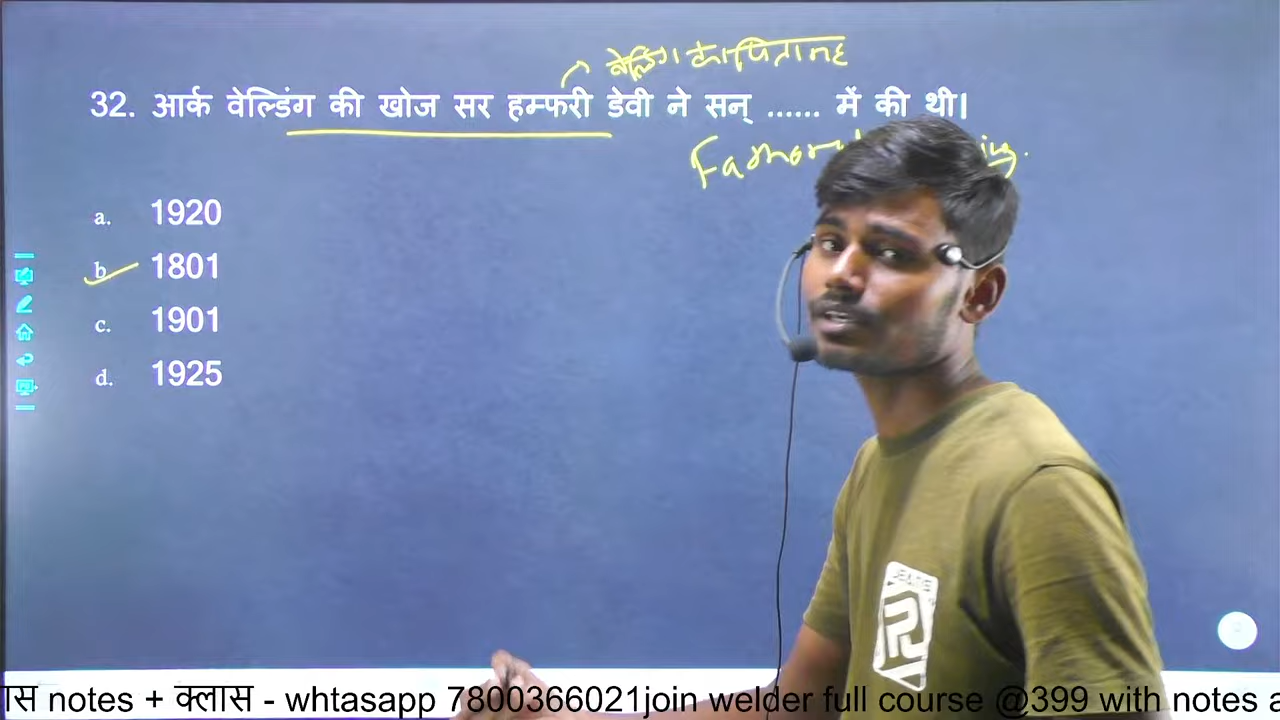 वेल्डिंग का पितामह
32. आर्क वेल्डिंग की खोज सर हम्फरी डेवी ने सन् ...... में की थी।
a. 1920
b. 1801
c. 1901
d. 1925
notes + क्लास - whtasapp 7800366021join welder full course @399 with notes